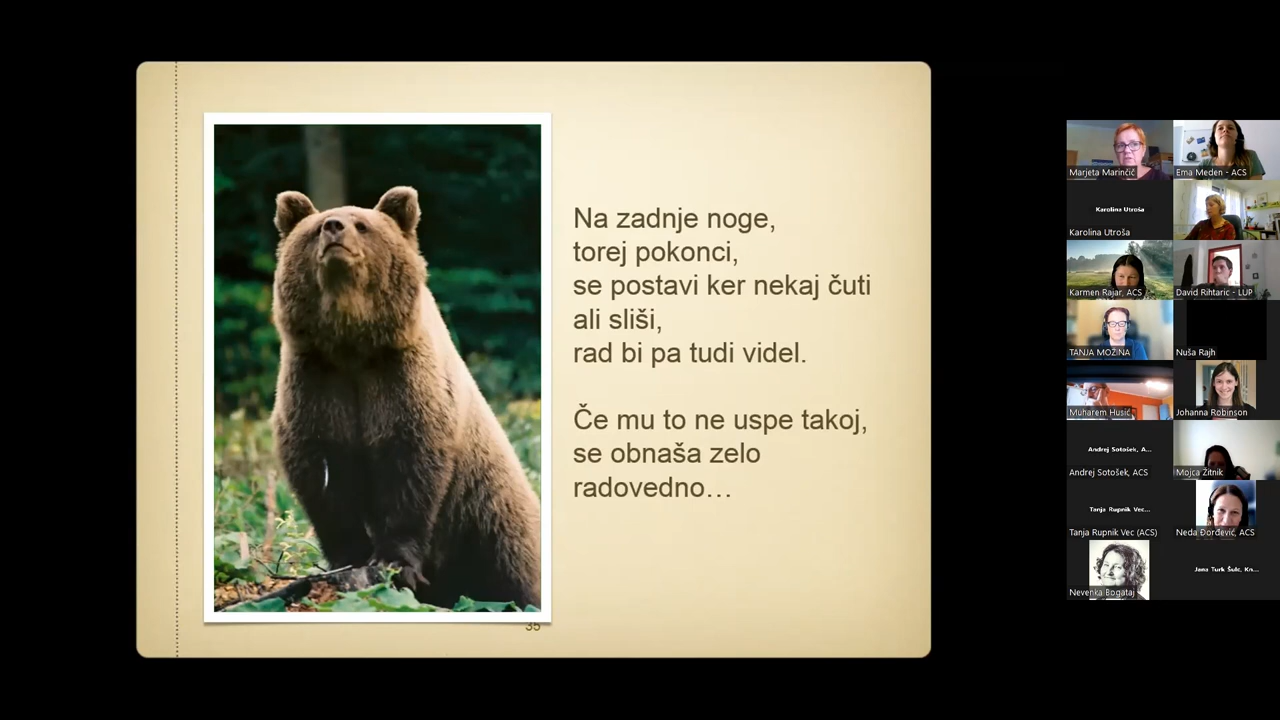 Na zadnje noge,
torej pokonci,
se postavi ker nekaj čuti
ali sliši,
rad bi pa tudi videl.
Če mu to ne uspe takoj,
se obnaša zelo
radovedno…
35
Marjeta Marinčič
Ema Meden - ACS
Karolina Utroša
Karolina Utroša
Karmen Rajar, ACS
David Rihtarič - LUP
TANJA MOŽINA
Nuša Rajh
Muharem Husić
Johanna Robinson
Andrej Sotošek, A...
Andrej Sotošek, ACS
Mojca Žitnik
Tanja Rupnik Vec...
Tanja Rupnik Vec (ACS)
Neda Đorđević, ACS
Nevenka Bogataj
Jana Turk Šulc, Kn...